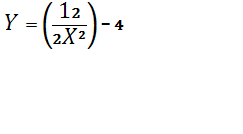 Y = (12/2X²) - 4